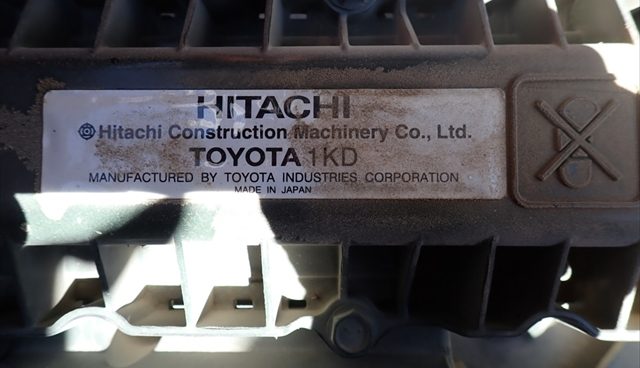 HITACHI
Hitachi Construction Machinery Co., Ltd.
TOYOTA 1KD
MANUFACTURED BY TOYOTA INDUSTRIES CORPORATION
MADE IN JAPAN